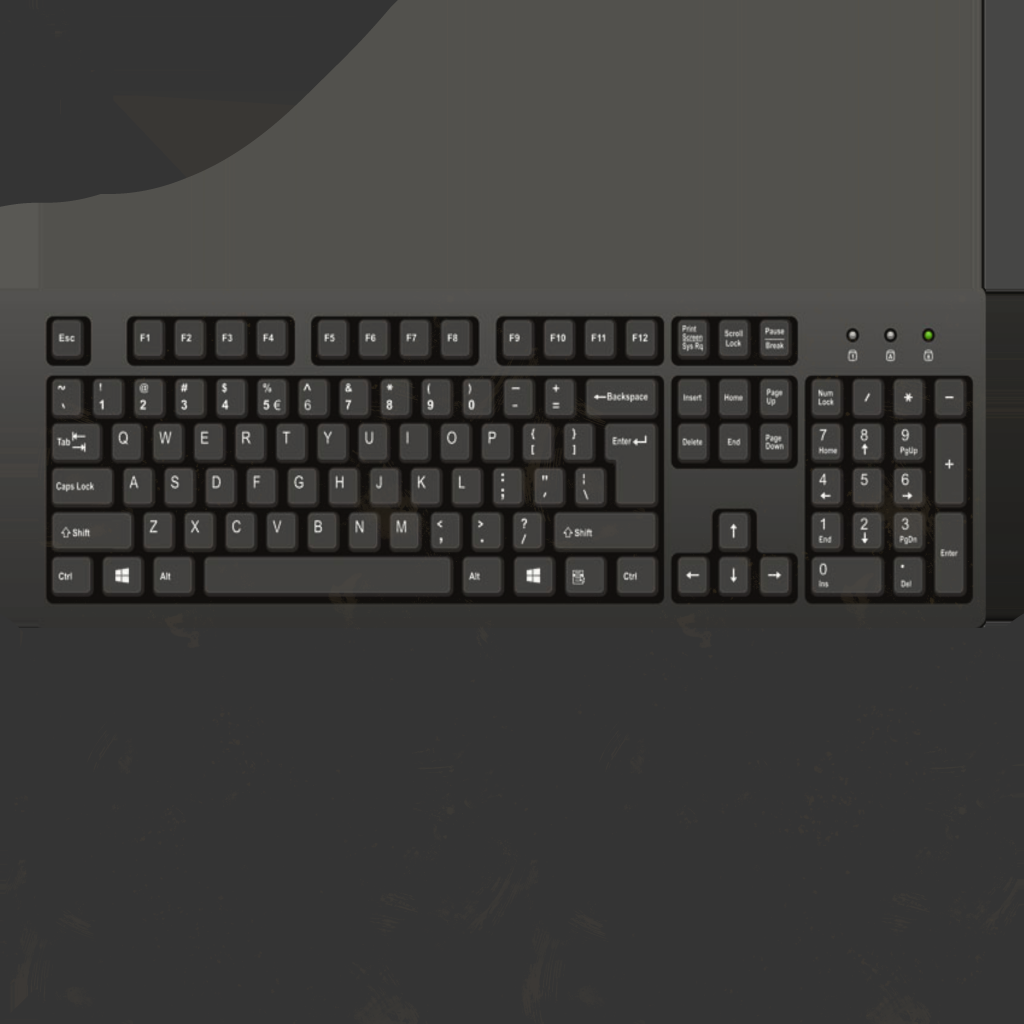 Esc F1 F2 F3 F4 F5 F6 F7 F8 F9 F10 F11 F12 Print Screen Sys Rq Scroll Lock Pause Break
~ ! @ # $ % ^ & * ( ) _ +
` 1 2 3 4 5 € 6 7 8 9 0 - = ←Backspace Insert Home Page Up Num Lock / * −
Tab Q W E R T Y U I O P { [ } ] Enter ↵ Delete End Page Down 7 Home 8 ↑ 9 PgUp +
Caps Lock A S D F G H J K L : ; " ' ¦ \ 4 ← 5 6 →
⇧ Shift Z X C V B N M < , > . ? / ⇧ Shift ↑ 1 End 2 ↓ 3 PgDn Enter
Ctrl Alt Alt Ctrl ← ↓ → 0 Ins . Del